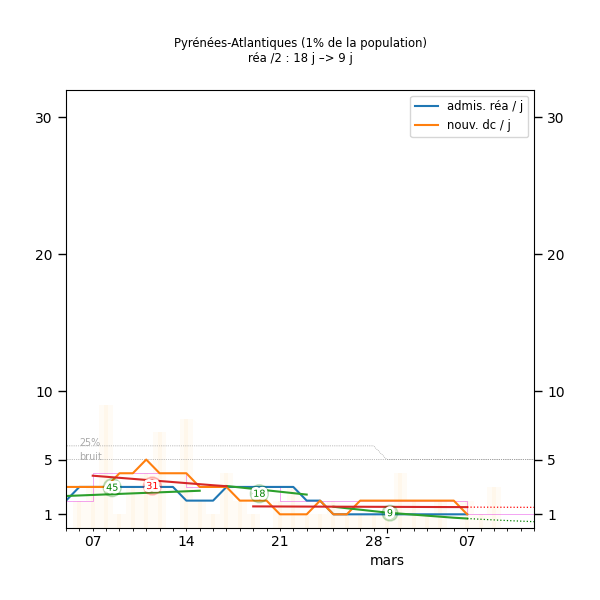 Pyrénées-Atlantiques (1% de la population)
réa /2 : 18 j –> 9 j
admis. réa / j
nouv. dc / j
30 30
20 20
10 10
25%
bruit
5 5
45 31 18 9
1 1
07 14 21 28 07
mars